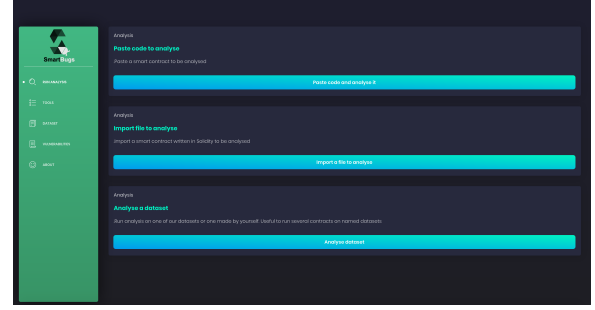 SmartBugs
RUN ANALYSIS
TOOLS
DATASET
VULNERABILITIES
ABOUT
Analysis
Paste code to analyse
Paste a smart contract to be analysed
Paste code and analyse it
Analysis
Import file to analyse
Import a smart contract written in Solidity to be analysed
Import a file to analyse
Analysis
Analyse a dataset
Run analysis on one of our datasets or one made by yourself. Useful to run several contracts on named datasets
Analyse dataset